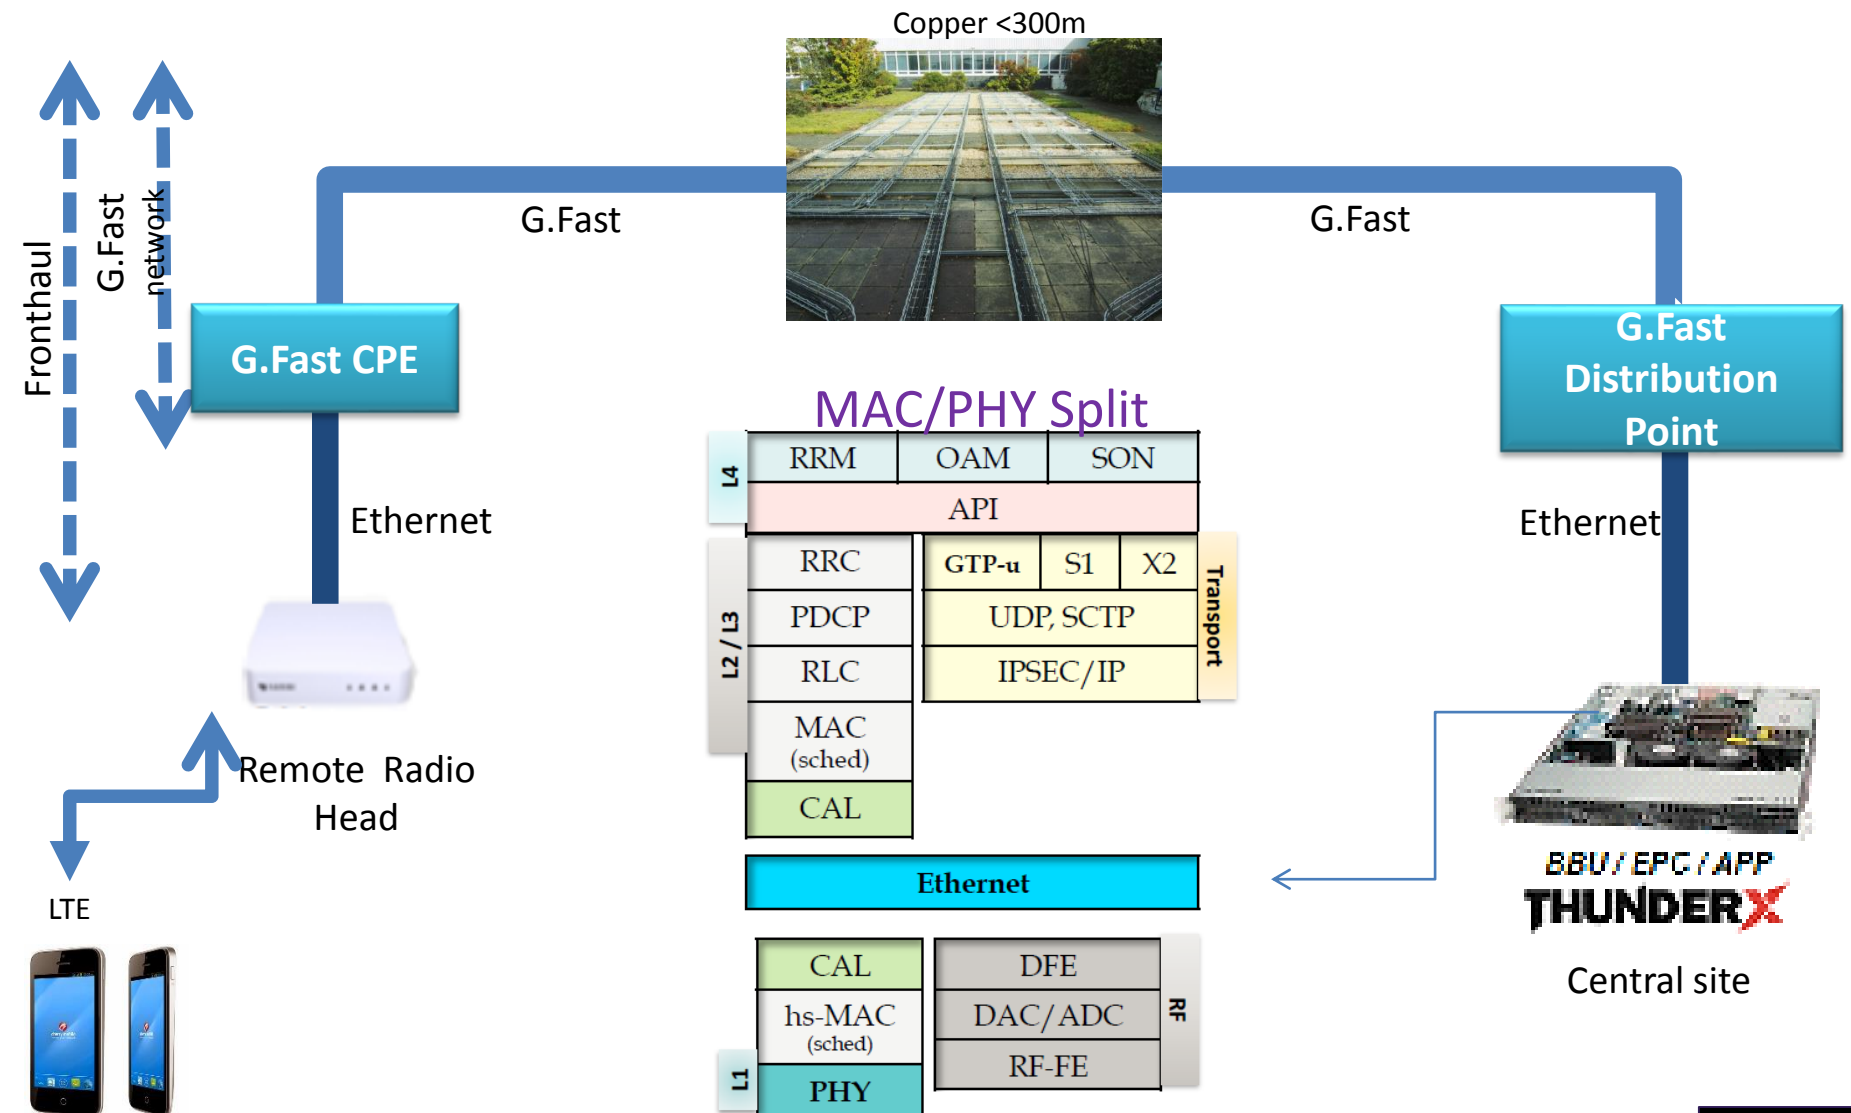 Copper <300m
Fronthaul
G.Fast
network
G.Fast
G.Fast
G.Fast CPE
G.Fast
Distribution
Point
Ethernet
Ethernet
MAC/PHY Split
L4
RRM
OAM
SON
API
L2 / L3
RRC
GTP-u
S1
X2
Transport
PDCP
UDP, SCTP
RLC
IPSEC/IP
MAC
(sched)
CAL
Ethernet
CAL
DFE
RF
hs-MAC
(sched)
DAC/ADC
L1
PHY
RF-FE
Remote Radio
Head
LTE
BBU / EPC / APP
THUNDERX
Central site